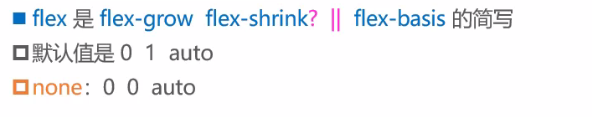 flex 是 flex-grow flex-shrink? || flex-basis 的简写
默认值是 0 1 auto
none：0 0 auto